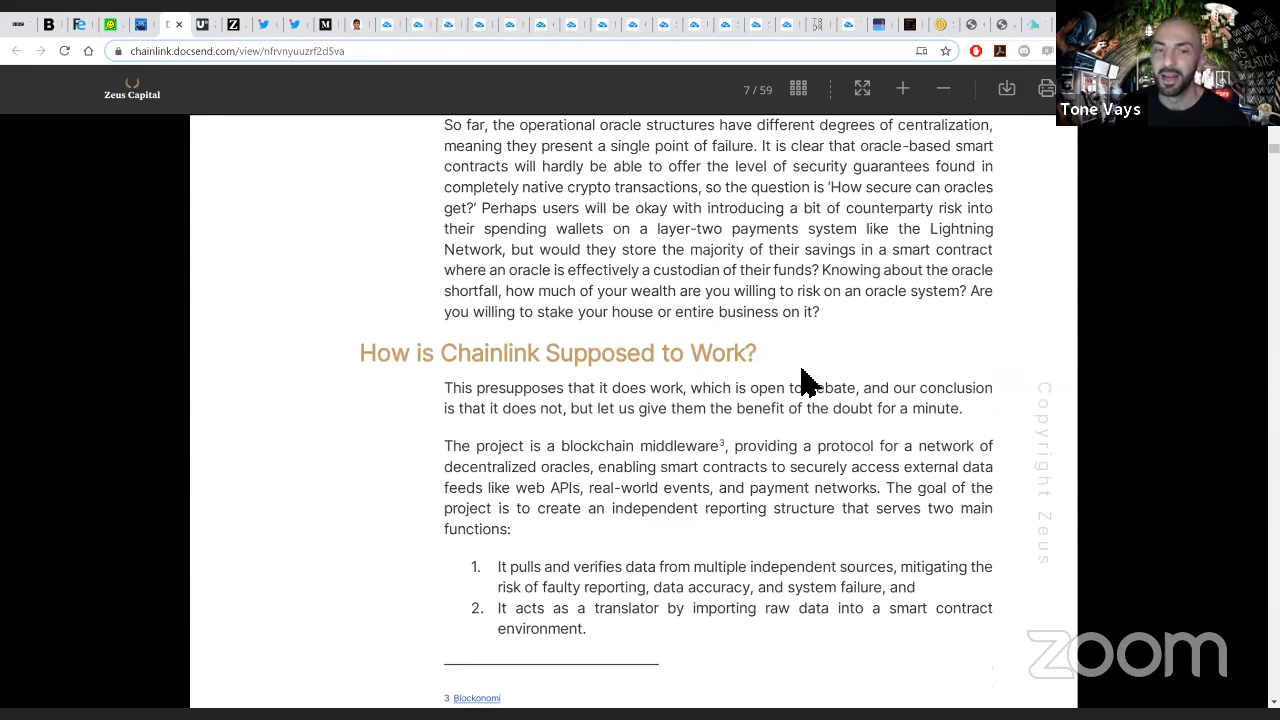 chainlink.docsend.com/view/nfrvnyuuzrf2d5va
Zeus Capital
7 / 59
Tone Vays
So far, the operational oracle structures have different degrees of centralization,
meaning they present a single point of failure. It is clear that oracle-based smart
contracts will hardly be able to offer the level of security guarantees found in
completely native crypto transactions, so the question is ‘How secure can oracles
get?’ Perhaps users will be okay with introducing a bit of counterparty risk into
their spending wallets on a layer-two payments system like the Lightning
Network, but would they store the majority of their savings in a smart contract
where an oracle is effectively a custodian of their funds? Knowing about the oracle
shortfall, how much of your wealth are you willing to risk on an oracle system? Are
you willing to stake your house or entire business on it?
How is Chainlink Supposed to Work?
This presupposes that it does work, which is open to debate, and our conclusion
is that it does not, but let us give them the benefit of the doubt for a minute.
The project is a blockchain middleware³, providing a protocol for a network of
decentralized oracles, enabling smart contracts to securely access external data
feeds like web APIs, real-world events, and payment networks. The goal of the
project is to create an independent reporting structure that serves two main
functions:
1. It pulls and verifies data from multiple independent sources, mitigating the
risk of faulty reporting, data accuracy, and system failure, and
2. It acts as a translator by importing raw data into a smart contract
environment.
3 Blockonomi
Copyright Zeus
zoom